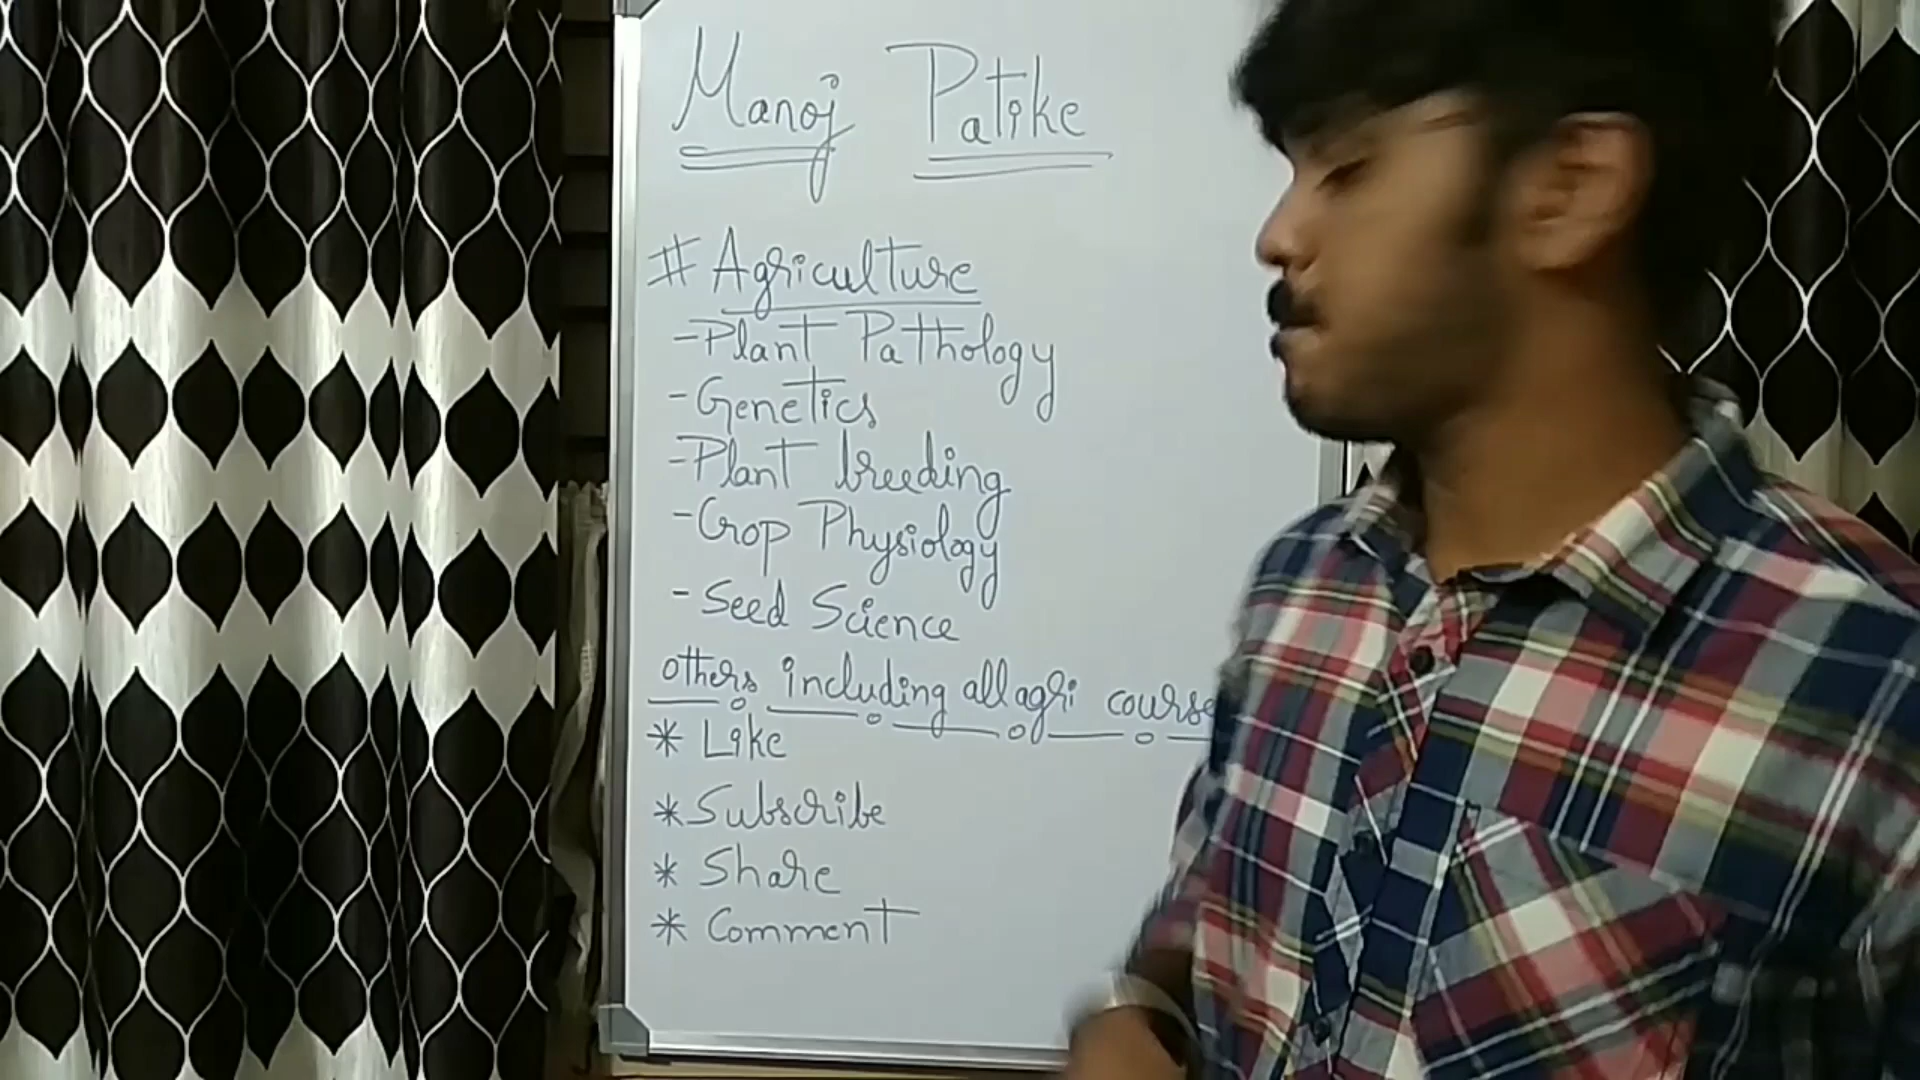 Manoj Patike
# Agriculture
- Plant Pathology
- Genetics
- Plant breeding
- Crop Physiology
- Seed Science
others including all agri course
* Like
* Subscribe
* Share
* Comment